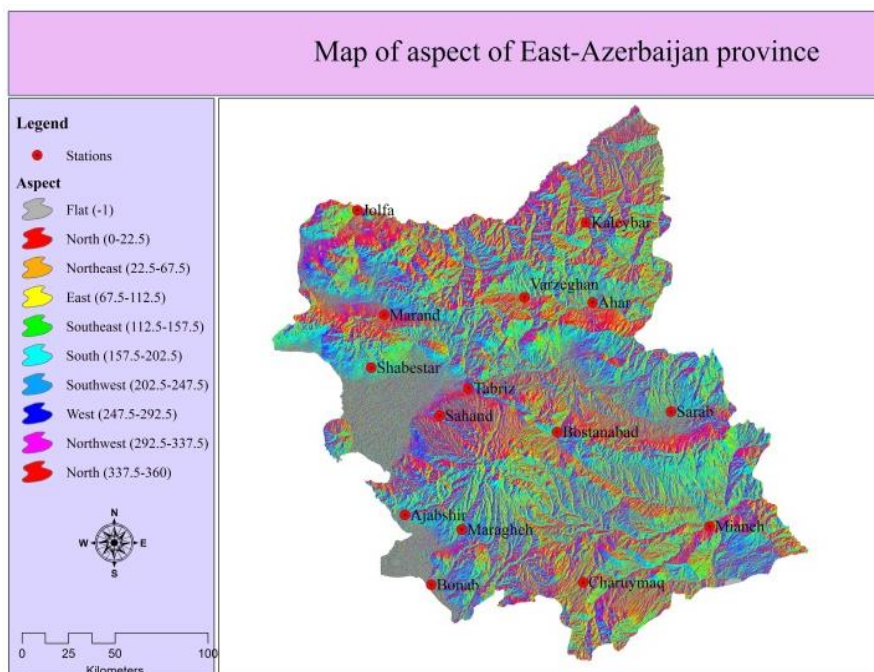 Map of aspect of East-Azerbaijan province
Legend
Stations
Aspect
Flat (-1)
North (0-22.5)
Northeast (22.5-67.5)
East (67.5-112.5)
Southeast (112.5-157.5)
South (157.5-202.5)
Southwest (202.5-247.5)
West (247.5-292.5)
Northwest (292.5-337.5)
North (337.5-360)
N
W E
S
0 25 50 100
Kilometers
Jolfa
Kaleybar
Varzeghan
Ahar
Marand
Shabestar
Tabriz
Sahand
Sarab
Bostanabad
Ajabshir
Maragheh
Mianeh
Bonab
Charuymaq